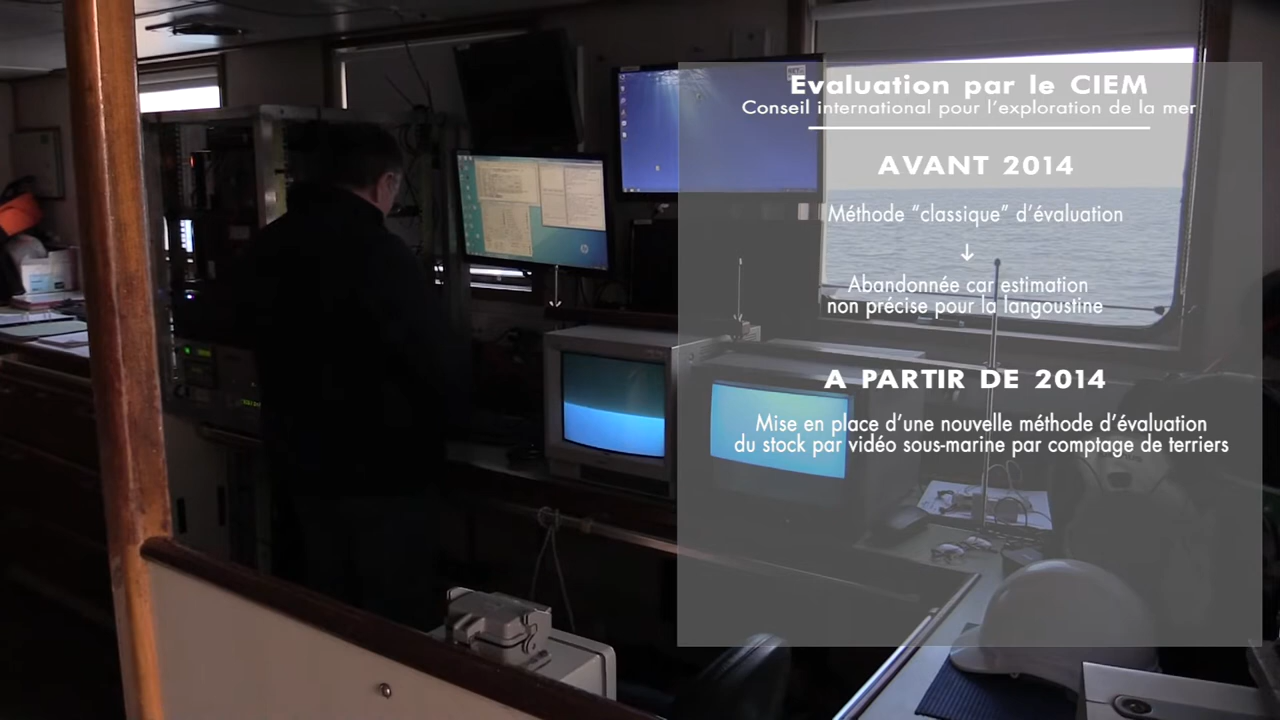 Evaluation par le CIEM
Conseil international pour l'exploration de la mer
AVANT 2014
Méthode "classique" d'évaluation
↓
Abandonnée car estimation
non précise pour la langoustine
A PARTIR DE 2014
Mise en place d'une nouvelle méthode d'évaluation
du stock par vidéo sous-marine par comptage de terriers